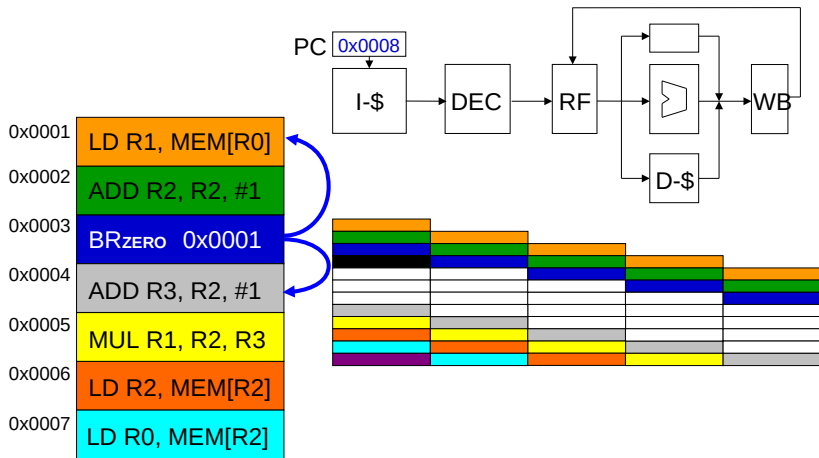 PC 0x0008
I-$ DEC RF WB
D-$
0x0001 LD R1, MEM[R0]
0x0002 ADD R2, R2, #1
0x0003 BRZERO 0x0001
0x0004 ADD R3, R2, #1
0x0005 MUL R1, R2, R3
0x0006 LD R2, MEM[R2]
0x0007 LD R0, MEM[R2]